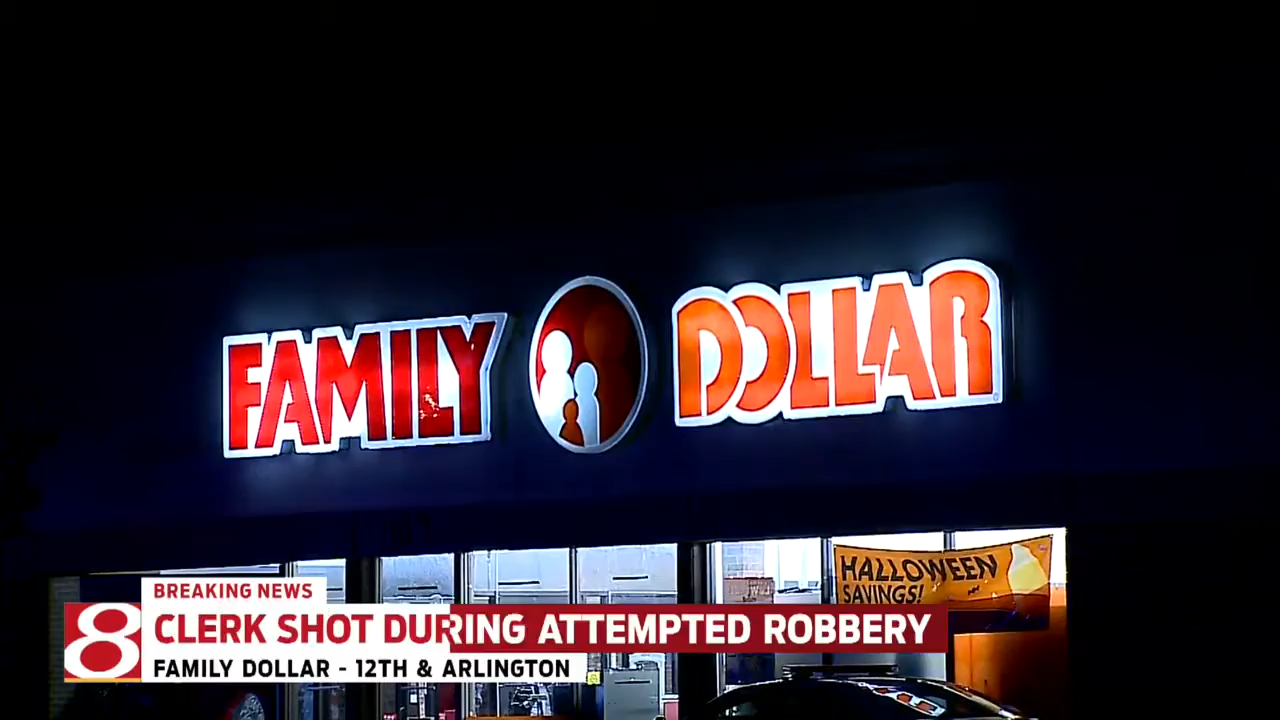 FAMILY DOLLAR
HALLOWEEN
SAVINGS!
BREAKING NEWS
8
CLERK SHOT DURING ATTEMPTED ROBBERY
FAMILY DOLLAR - 12TH & ARLINGTON